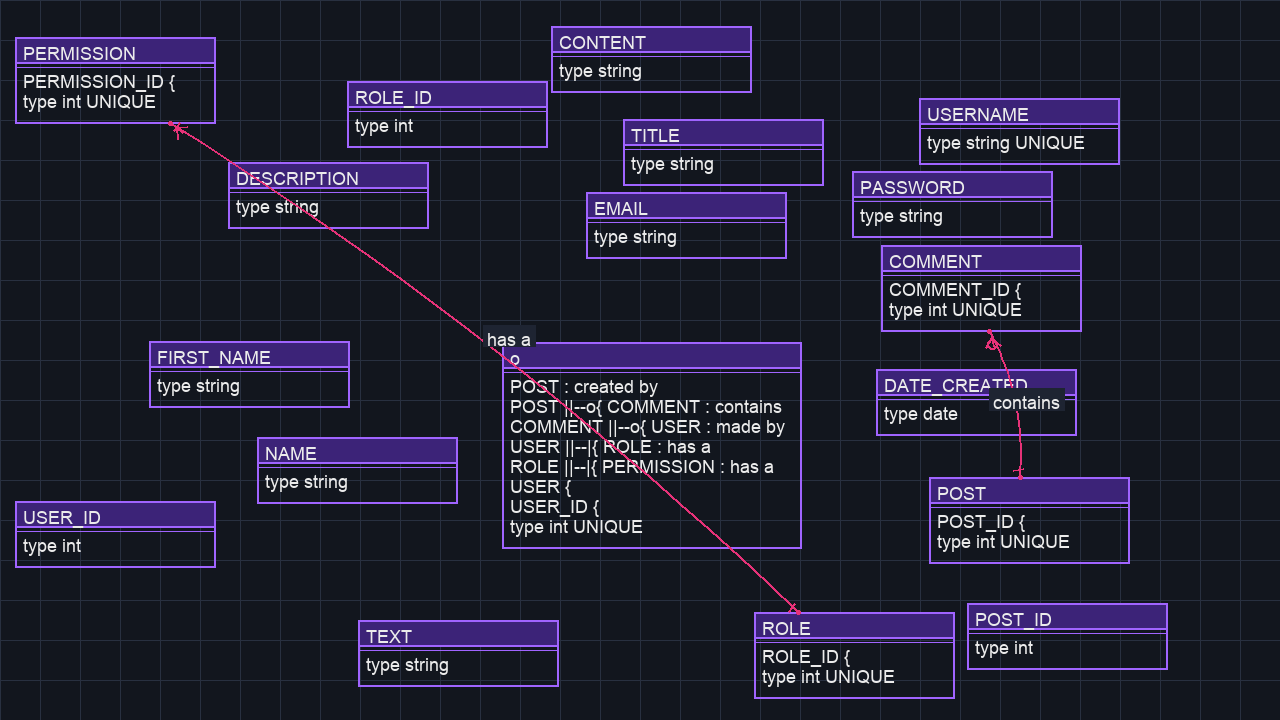 PERMISSION
PERMISSION_ID {
type int UNIQUE
CONTENT
type string
ROLE_ID
type int
TITLE
type string
USERNAME
type string UNIQUE
DESCRIPTION
type string
PASSWORD
type string
EMAIL
type string
COMMENT
COMMENT_ID {
type int UNIQUE
has a
FIRST_NAME
type string
o
POST : created by
POST ||--o{ COMMENT : contains
COMMENT ||--o{ USER : made by
USER ||--|{ ROLE : has a
ROLE ||--|{ PERMISSION : has a
USER {
USER_ID {
type int UNIQUE
DATE_CREATED
type date
contains
NAME
type string
POST
POST_ID {
type int UNIQUE
USER_ID
type int
TEXT
type string
ROLE
ROLE_ID {
type int UNIQUE
POST_ID
type int